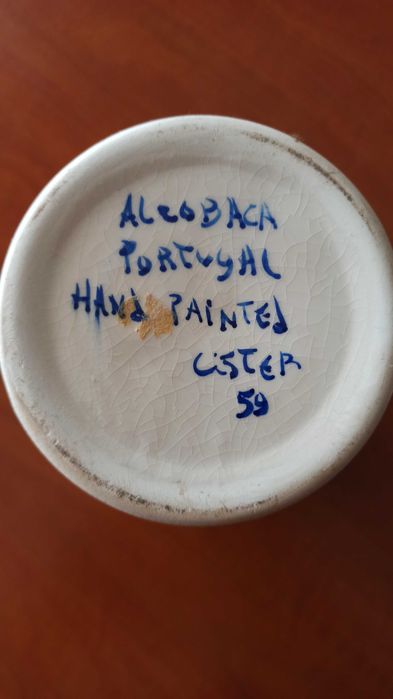 ALCOBACA
PORTUGAL
HANd PAINTEd
CISTER
59